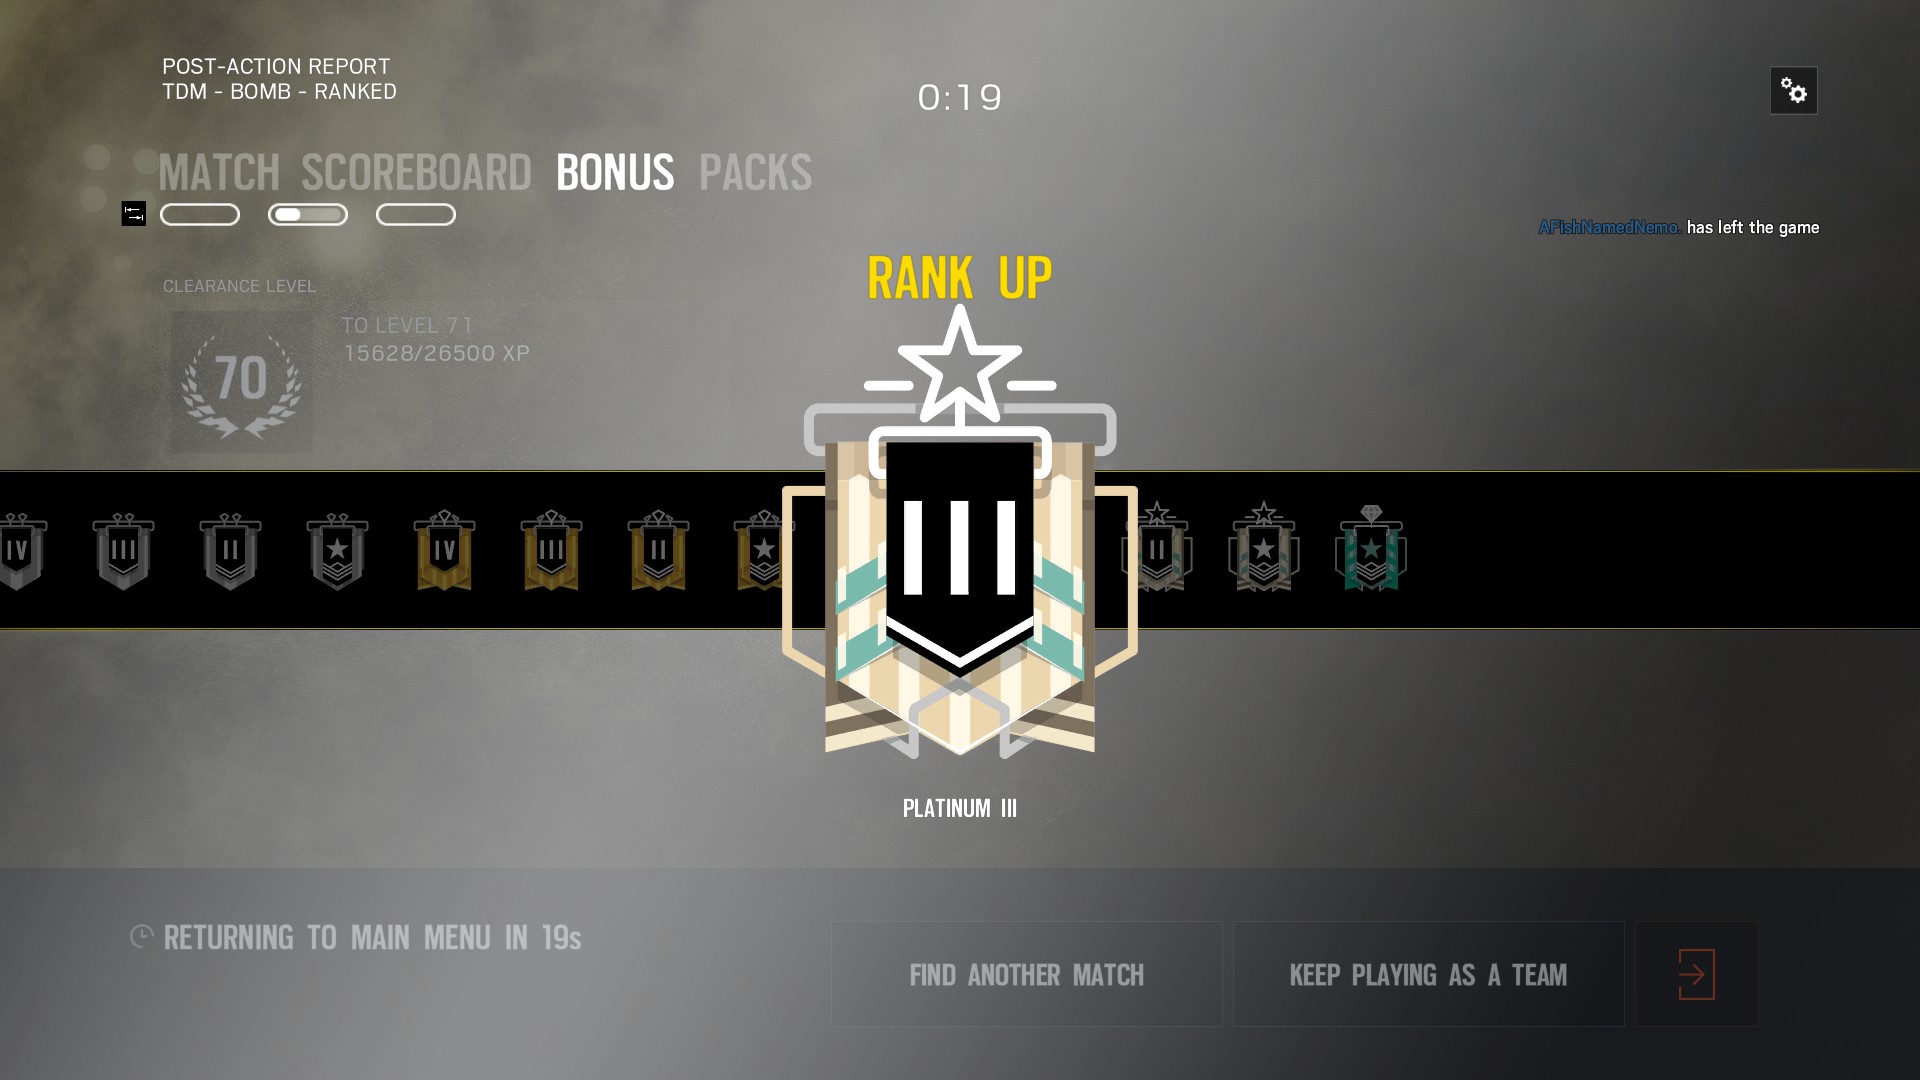 POST-ACTION REPORT
TDM - BOMB - RANKED
0:19
MATCH SCOREBOARD BONUS PACKS
AFishNamedNemo. has left the game
RANK UP
CLEARANCE LEVEL
70
TO LEVEL 71
15628/26500 XP
IV III II IV III II III II
PLATINUM III
RETURNING TO MAIN MENU IN 19s
FIND ANOTHER MATCH
KEEP PLAYING AS A TEAM